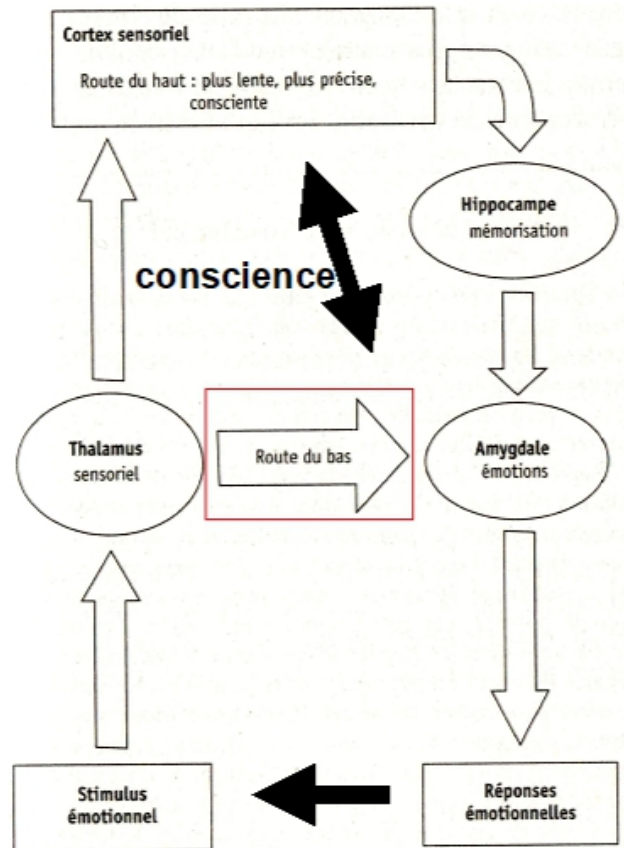 Cortex sensoriel
Route du haut : plus lente, plus précise,
consciente
Hippocampe
mémorisation
conscience
Thalamus
sensoriel
Route du bas
Amygdale
émotions
Stimulus
émotionnel
Réponses
émotionnelles